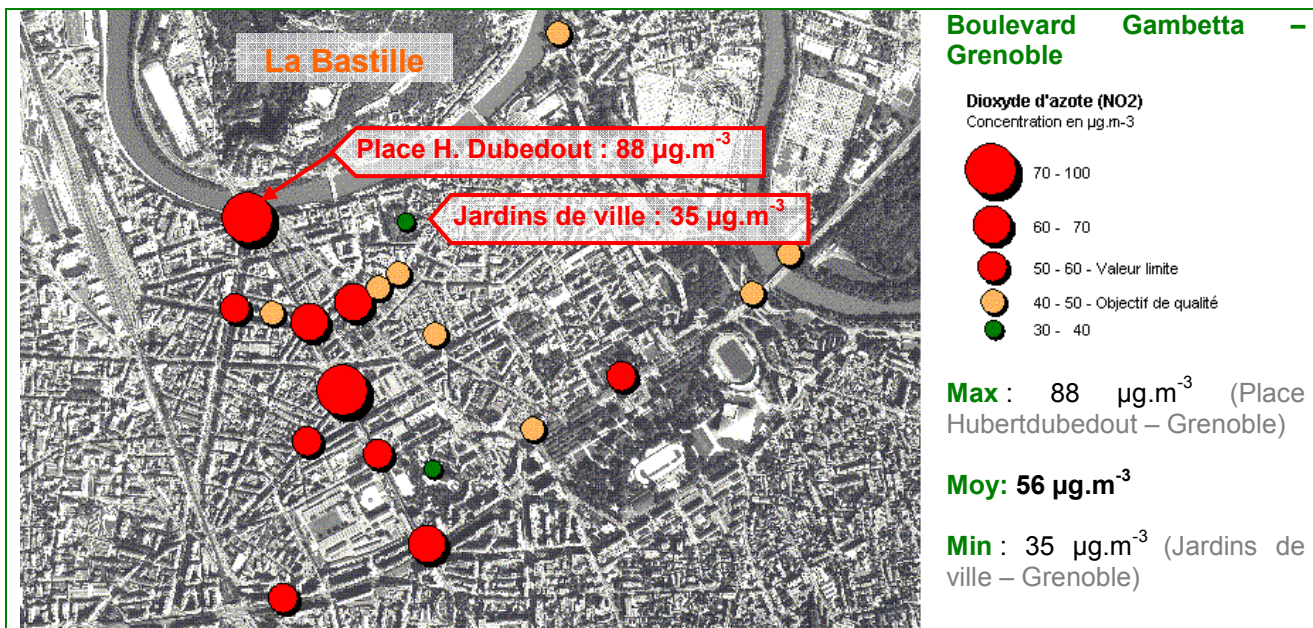 La Bastille
Place H. Dubedout : 88 µg.m-3
Jardins de ville : 35 µg.m-3
Boulevard Gambetta –
Grenoble
Dioxyde d'azote (NO2)
Concentration en µg.m-3
70 - 100
60 - 70
50 - 60 - Valeur limite
40 - 50 - Objectif de qualité
30 - 40
Max : 88 µg.m-3 (Place
Hubertdubedout – Grenoble)
Moy: 56 µg.m-3
Min : 35 µg.m-3 (Jardins de
ville – Grenoble)